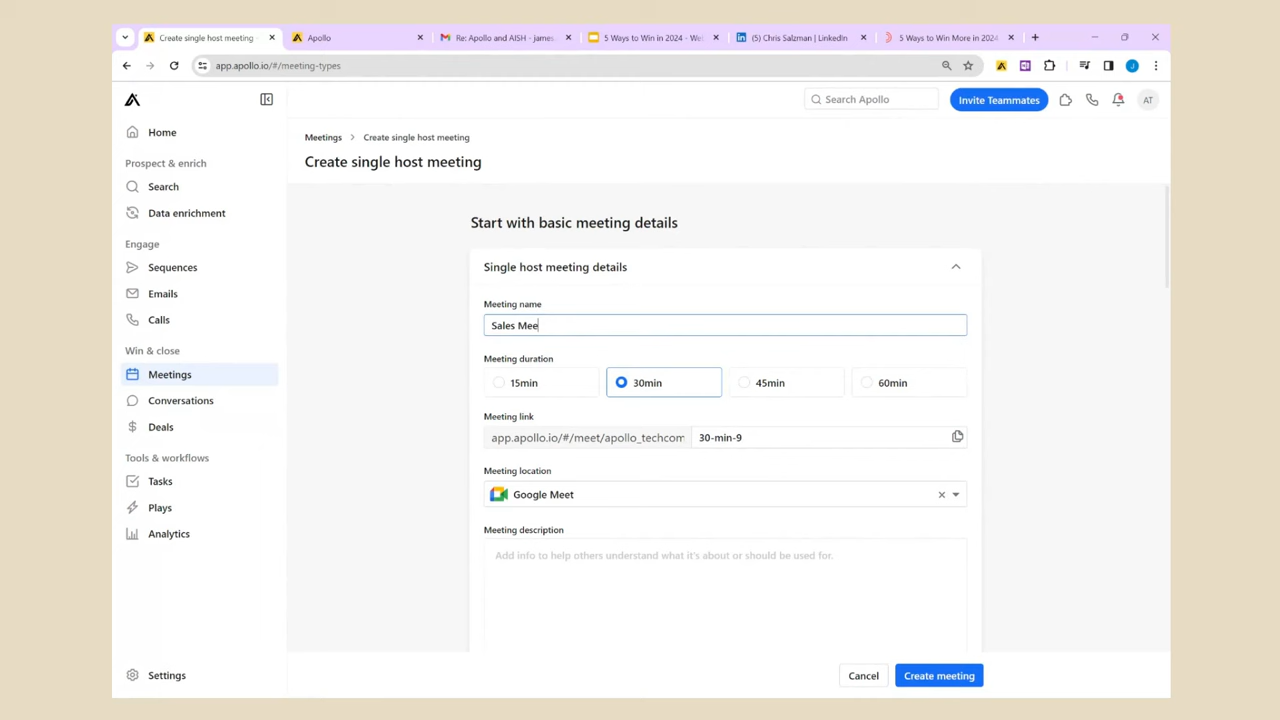 Create single host meeting -
Apollo
Re: Apollo and AISH - james.
5 Ways to Win in 2024 - Wel
(5) Chris Salzman | LinkedIn
5 Ways to Win More in 2024
app.apollo.io/#/meeting-types
J
Search Apollo
Invite Teammates
AT
Home
Prospect & enrich
Search
Data enrichment
Engage
Sequences
Emails
Calls
Win & close
Meetings
Conversations
Deals
Tools & workflows
Tasks
Plays
Analytics
Settings
Meetings > Create single host meeting
Create single host meeting
Start with basic meeting details
Single host meeting details
Meeting name
Sales Mee
Meeting duration
15min
30min
45min
60min
Meeting link
app.apollo.io/#/meet/apollo_techcom
30-min-9
Meeting location
Google Meet
Meeting description
Add info to help others understand what it's about or should be used for.
Cancel
Create meeting